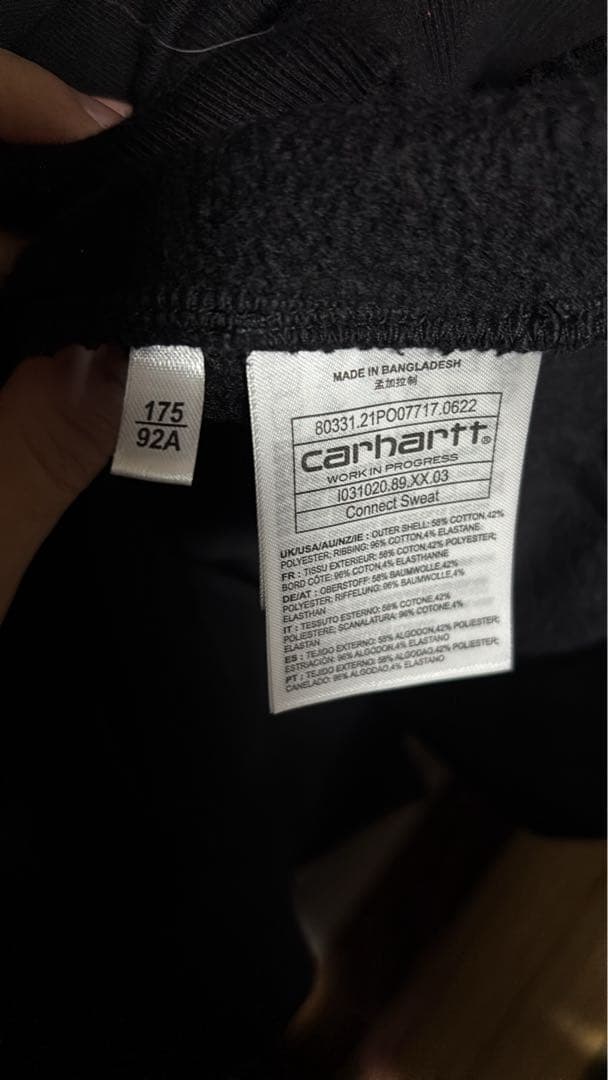 175
92A
MADE IN BANGLADESH
孟加拉制
80331.21PO07717.0622
carhartt®
WORK IN PROGRESS
I031020.89.XX.03
Connect Sweat
UK/USA/AU/NZ/IE : OUTER SHELL: 58% COTTON,42%
POLYESTER; RIBBING: 96% COTTON,4% ELASTANE
FR : TISSU EXTERIEUR: 58% COTON,42% POLYESTER;
BORD CÔTE: 96% COTON,4% ELASTHANNE
DE/AT : OBERSTOFF: 58% BAUMWOLLE,42%
POLYESTER; RIFFELUNG: 96% BAUMWOLLE,4%
ELASTHAN
IT : TESSUTO ESTERNO: 58% COTONE,42%
POLIESTERE; SCANALATURA: 96% COTONE,4%
ELASTAN
ES : TEJIDO EXTERNO: 58% ALGODON,42% POLIESTER;
ESTRACIÓN: 96% ALGODON,4% ELASTANO
PT : TEJIDO EXTERNO: 58% ALGODAO,42% POLIESTER;
CANELADO: 96% ALGODAO,4% ELASTANO